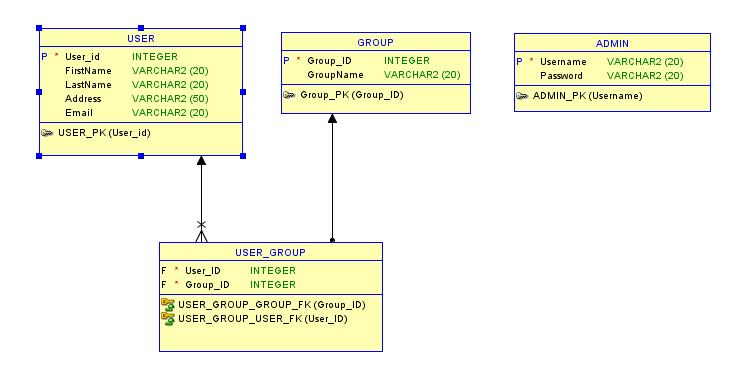 USER
P * User_id INTEGER
FirstName VARCHAR2 (20)
LastName VARCHAR2 (20)
Address VARCHAR2 (50)
Email VARCHAR2 (20)
USER_PK (User_id)
GROUP
P * Group_ID INTEGER
GroupName VARCHAR2 (20)
Group_PK (Group_ID)
ADMIN
P * Username VARCHAR2 (20)
Password VARCHAR2 (20)
ADMIN_PK (Username)
USER_GROUP
F * User_ID INTEGER
F * Group_ID INTEGER
USER_GROUP_GROUP_FK (Group_ID)
USER_GROUP_USER_FK (User_ID)